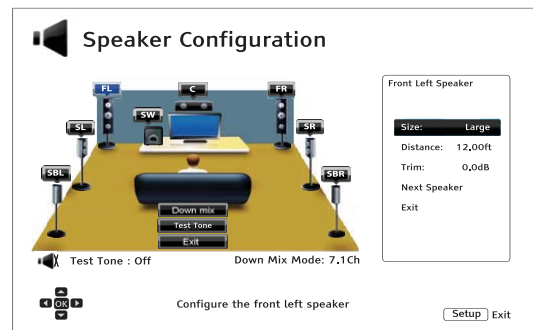 Speaker Configuration
FL
C
FR
SW
SL
SR
SBL
SBR
Down mix
Test Tone
Exit
Test Tone : Off
Down Mix Mode: 7.1Ch
Front Left Speaker
Size: Large
Distance: 12.00ft
Trim: 0.0dB
Next Speaker
Exit
OK
Configure the front left speaker
Setup Exit